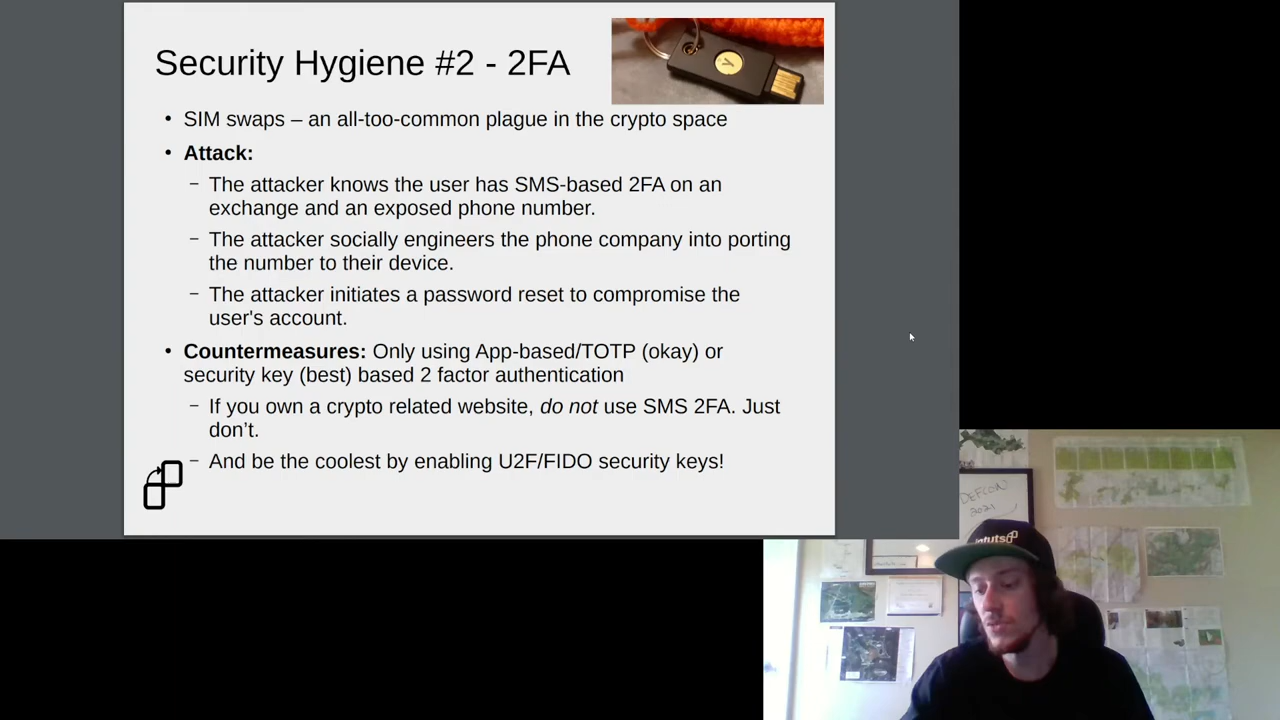 Security Hygiene #2 - 2FA
• SIM swaps – an all-too-common plague in the crypto space
• Attack:
– The attacker knows the user has SMS-based 2FA on an
exchange and an exposed phone number.
– The attacker socially engineers the phone company into porting
the number to their device.
– The attacker initiates a password reset to compromise the
user's account.
• Countermeasures: Only using App-based/TOTP (okay) or
security key (best) based 2 factor authentication
– If you own a crypto related website, do not use SMS 2FA. Just
don’t.
– And be the coolest by enabling U2F/FIDO security keys!
DEFCON
2021